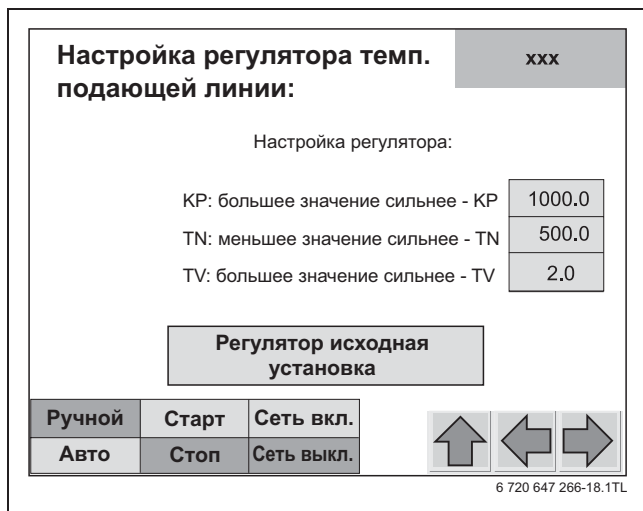 Настройка регулятора темп.
подающей линии:
xxx
Настройка регулятора:
KP: большее значение сильнее - KP 1000.0
TN: меньшее значение сильнее - TN 500.0
TV: большее значение сильнее - TV 2.0
Регулятор исходная
установка
Ручной Старт Сеть вкл.
Авто Стоп Сеть выкл.
6 720 647 266-18.1TL